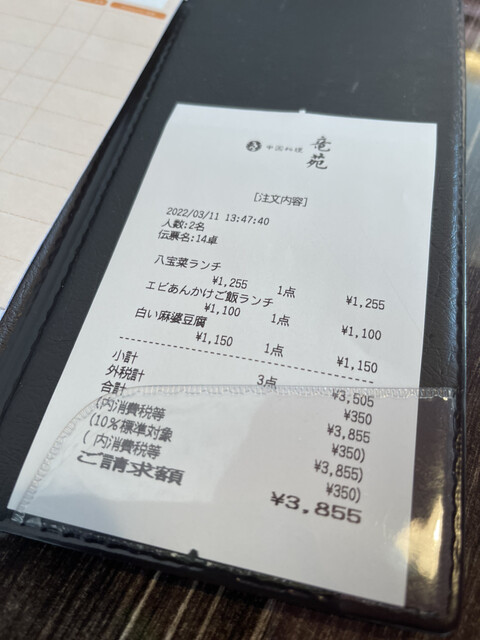 中国料理 竜苑
[注文内容]
2022/03/11 13:47:40
人数:2名
伝票名:14卓
八宝菜ランチ
¥1,255 1点 ¥1,255
エビあんかけご飯ランチ
¥1,100 1点 ¥1,100
白い麻婆豆腐
¥1,150 1点 ¥1,150
小計 3点 ¥3,505
外税計 ¥350
合計 ¥3,855
(内消費税等 ¥350)
(10%標準対象 ¥3,855)
(内消費税等 ¥350)
ご請求額 ¥3,855